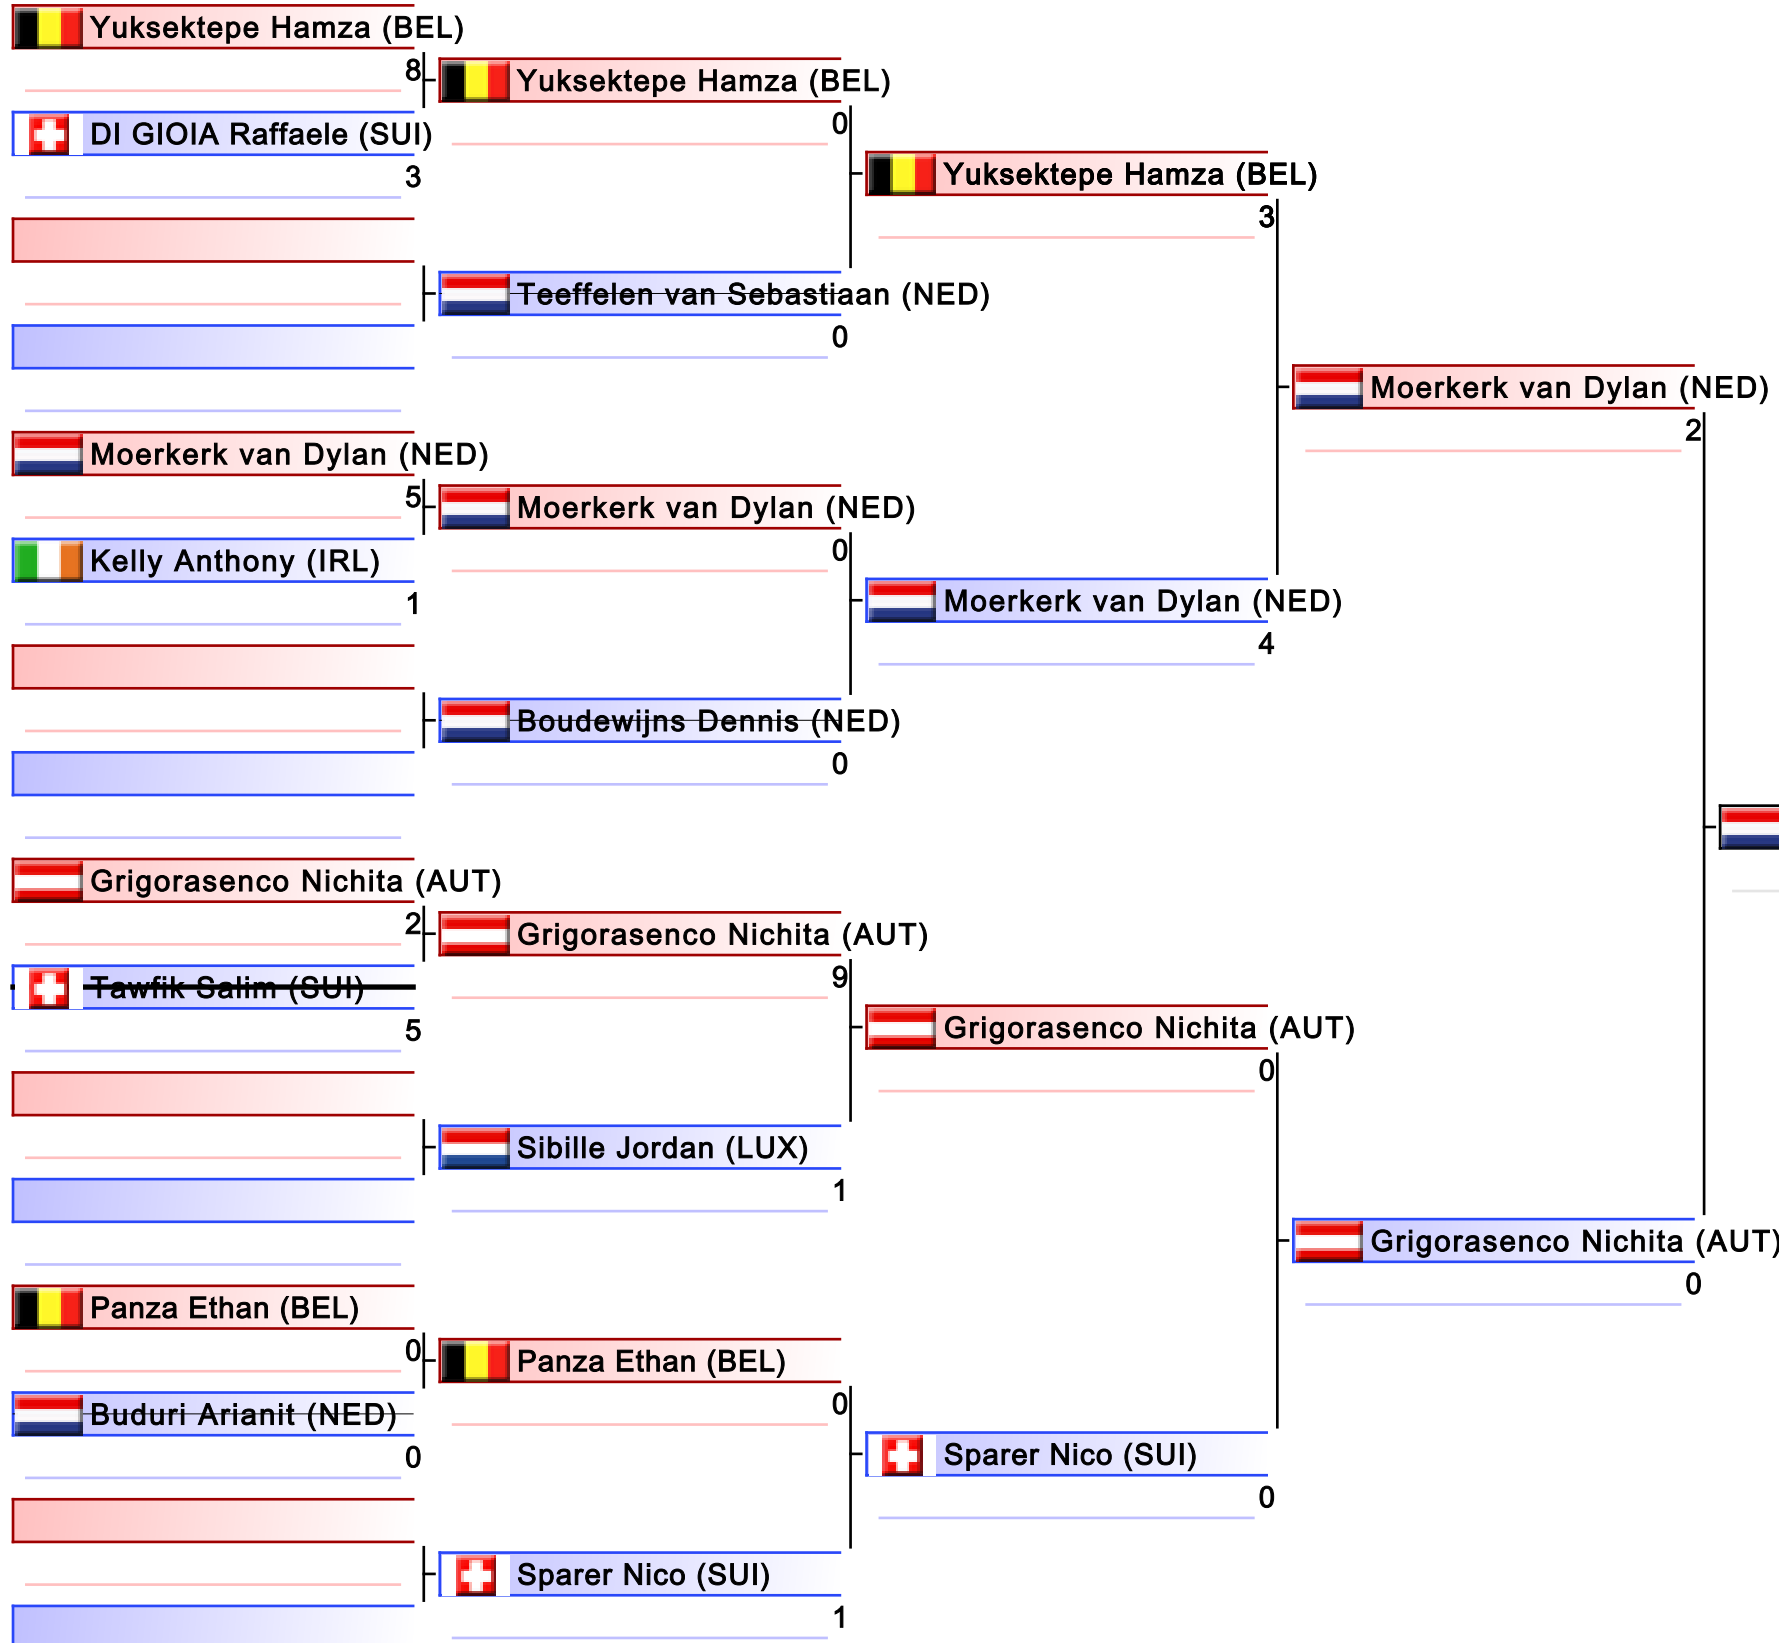 Yuksektepe Hamza (BEL)
8
DI GIOIA Raffaele (SUI)
3
Moerkerk van Dylan (NED)
5
Kelly Anthony (IRL)
1
Grigorasenco Nichita (AUT)
2
Tawfik Salim (SUI)
5
Panza Ethan (BEL)
0
Buduri Arianit (NED)
0
Yuksektepe Hamza (BEL)
0
Teeffelen van Sebastiaan (NED)
0
Moerkerk van Dylan (NED)
0
Boudewijns Dennis (NED)
0
Grigorasenco Nichita (AUT)
9
Sibille Jordan (LUX)
1
Panza Ethan (BEL)
0
Sparer Nico (SUI)
1
Yuksektepe Hamza (BEL)
3
Moerkerk van Dylan (NED)
4
Grigorasenco Nichita (AUT)
0
Sparer Nico (SUI)
0
Moerkerk van Dylan (NED)
2
Grigorasenco Nichita (AUT)
0